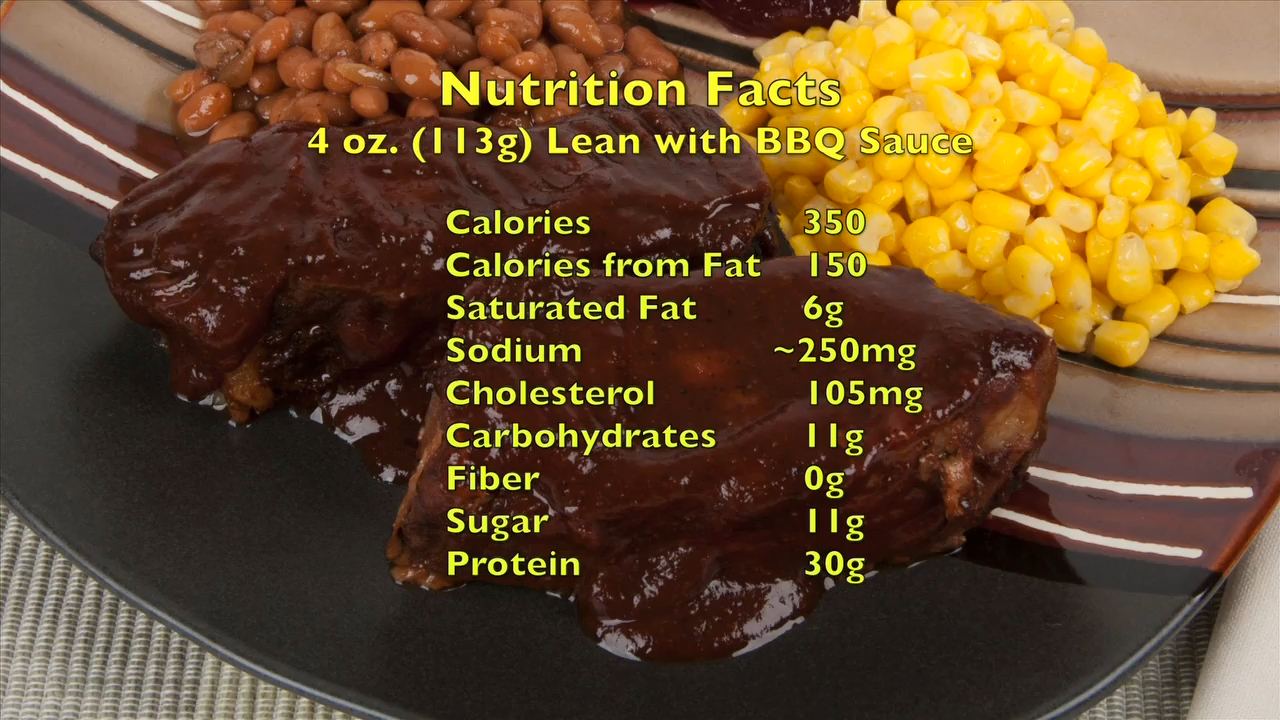 Nutrition Facts
4 oz. (113g) Lean with BBQ Sauce
Calories 350
Calories from Fat 150
Saturated Fat 6g
Sodium ~250mg
Cholesterol 105mg
Carbohydrates 11g
Fiber 0g
Sugar 11g
Protein 30g